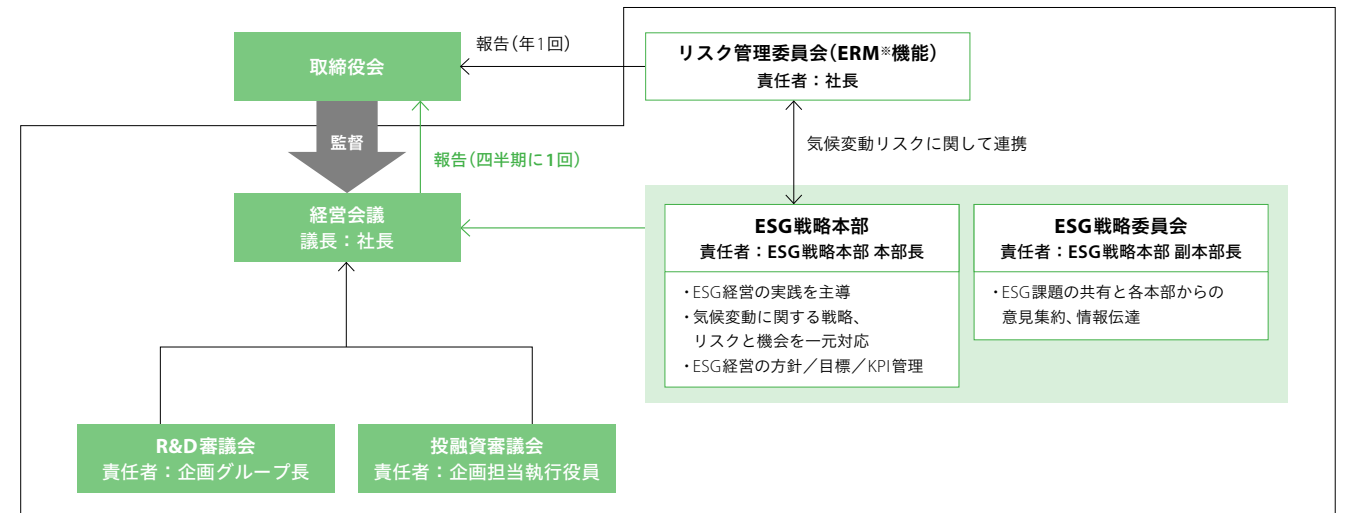 報告(年1回)
取締役会
リスク管理委員会(ERM※機能)
責任者:社長
監督
報告(四半期に1回)
気候変動リスクに関して連携
経営会議
議長:社長
ESG戦略本部
責任者:ESG戦略本部 本部長
・ESG経営の実践を主導
・気候変動に関する戦略、
リスクと機会を一元対応
・ESG経営の方針/目標/KPI管理
ESG戦略委員会
責任者:ESG戦略本部 副本部長
・ESG課題の共有と各本部からの
意見集約、情報伝達
R&D審議会
責任者:企画グループ長
投融資審議会
責任者:企画担当執行役員